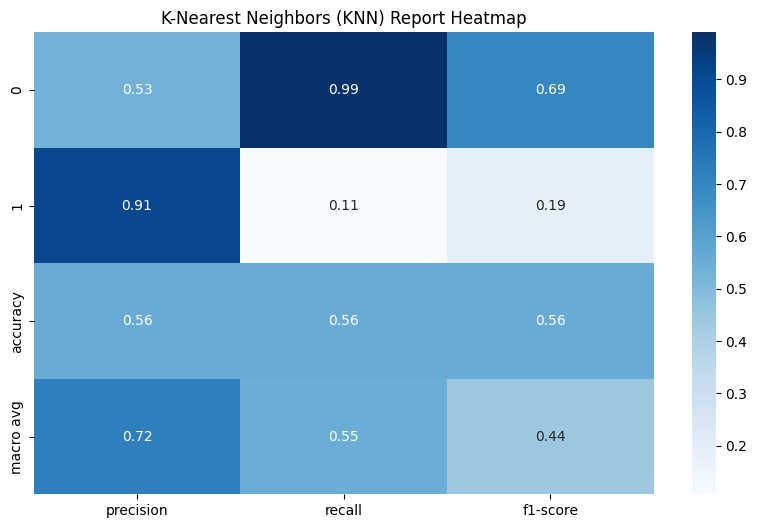 K-Nearest Neighbors (KNN) Report Heatmap
0 0.53 0.99 0.69
1 0.91 0.11 0.19
accuracy 0.56 0.56 0.56
macro avg 0.72 0.55 0.44
precision recall f1-score
0.9
0.8
0.7
0.6
0.5
0.4
0.3
0.2